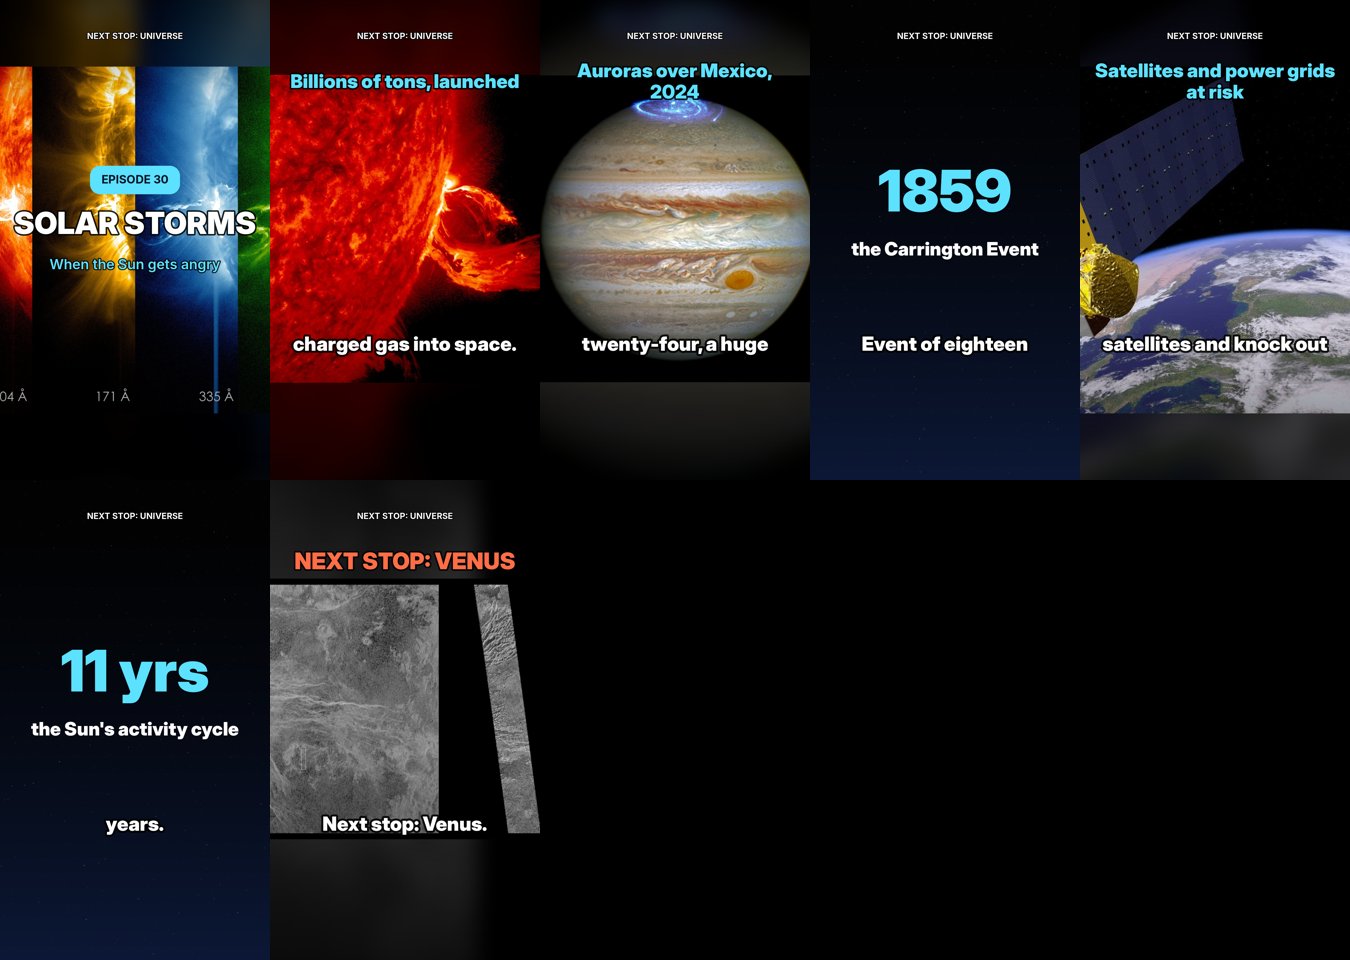 NEXT STOP: UNIVERSE
EPISODE 30
SOLAR STORMS
When the Sun gets angry
04 Å
171 Å
335 Å
NEXT STOP: UNIVERSE
Billions of tons, launched
charged gas into space.
NEXT STOP: UNIVERSE
Auroras over Mexico,
2024
twenty-four, a huge
NEXT STOP: UNIVERSE
1859
the Carrington Event
Event of eighteen
NEXT STOP: UNIVERSE
Satellites and power grids
at risk
satellites and knock out
NEXT STOP: UNIVERSE
11 yrs
the Sun's activity cycle
years.
NEXT STOP: UNIVERSE
NEXT STOP: VENUS
Next stop: Venus.